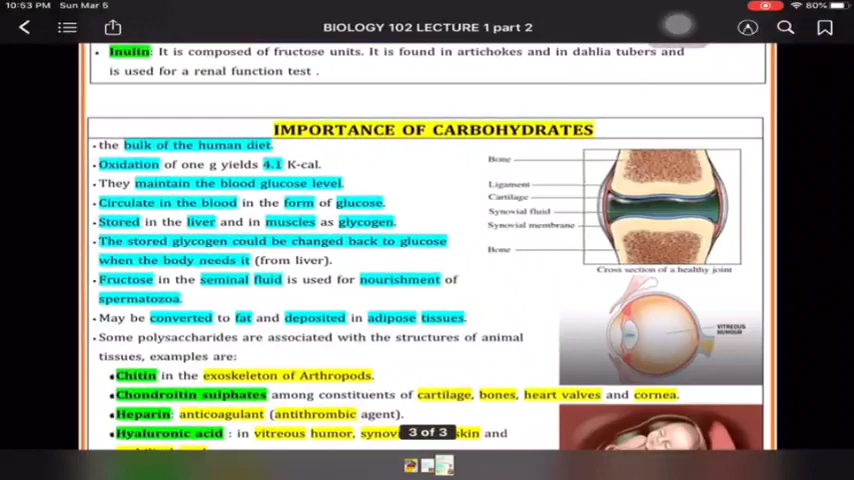 10:53 PM Sun Mar 5
80%
BIOLOGY 102 LECTURE 1 part 2
• Inulin: It is composed of fructose units. It is found in artichokes and in dahlia tubers and
is used for a renal function test .
IMPORTANCE OF CARBOHYDRATES
• the bulk of the human diet.
• Oxidation of one g yields 4.1 K-cal.
• They maintain the blood glucose level.
• Circulate in the blood in the form of glucose.
• Stored in the liver and in muscles as glycogen.
• The stored glycogen could be changed back to glucose
when the body needs it (from liver).
• Fructose in the seminal fluid is used for nourishment of
spermatozoa.
• May be converted to fat and deposited in adipose tissues.
• Some polysaccharides are associated with the structures of animal
tissues, examples are:
• Chitin in the exoskeleton of Arthropods.
• Chondroitin sulphates among constituents of cartilage, bones, heart valves and cornea.
• Heparin: anticoagulant (antithrombic agent).
• Hyaluronic acid : in vitreous humor, synov skin and
3 of 3
Bone
Ligament
Cartilage
Synovial fluid
Synovial membrane
Bone
Cross section of a healthy joint
VITREOUS
HUMOUR